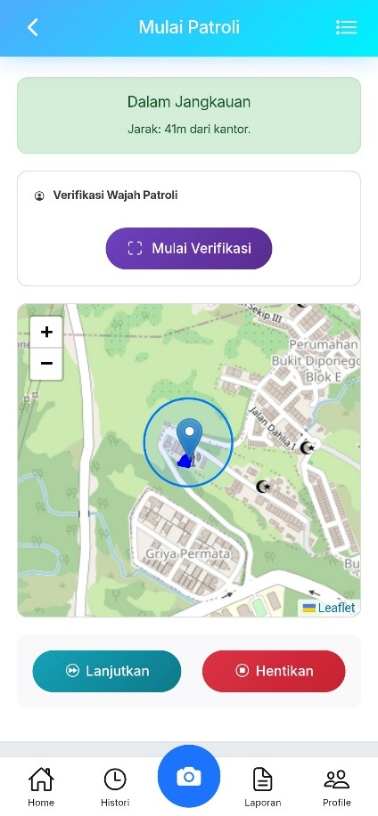 Mulai Patroli
Dalam Jangkauan
Jarak: 41m dari kantor.
Verifikasi Wajah Patroli
Mulai Verifikasi
+
−
Sekip III
Perumahan
Bukit Diponego
Blok E
Jalan Dahlia I
Griya Permata
Bu
Leaflet
Lanjutkan
Hentikan
Home
Histori
Laporan
Profile